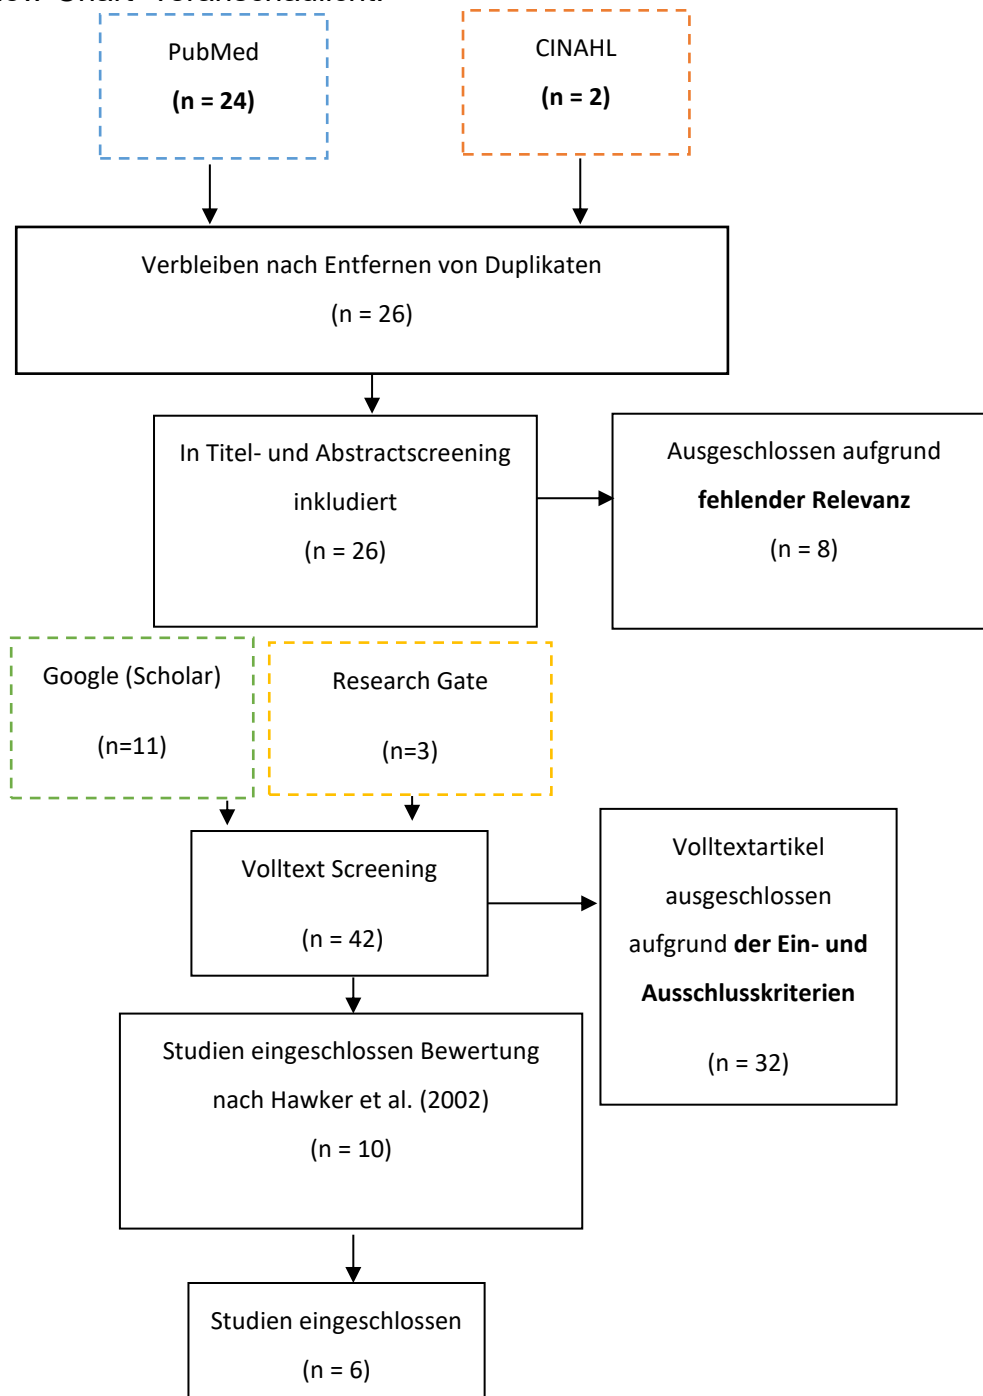 PubMed
(n = 24)
CINAHL
(n = 2)
Verbleiben nach Entfernen von Duplikaten
(n = 26)
In Titel- und Abstractscreening
inkludiert
(n = 26)
Ausgeschlossen aufgrund
fehlender Relevanz
(n = 8)
Google (Scholar)
(n=11)
Research Gate
(n=3)
Volltext Screening
(n = 42)
Volltextartikel
ausgeschlossen
aufgrund der Ein- und
Ausschlusskriterien
(n = 32)
Studien eingeschlossen Bewertung
nach Hawker et al. (2002)
(n = 10)
Studien eingeschlossen
(n = 6)